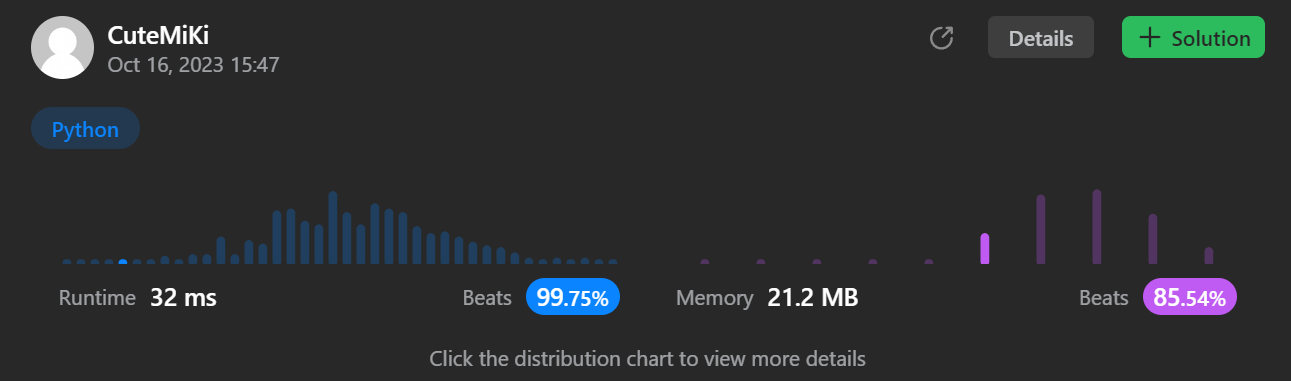 CuteMiKi
Oct 16, 2023 15:47
Details
Solution
Python
Runtime 32 ms Beats 99.75% Memory 21.2 MB Beats 85.54%
Click the distribution chart to view more details